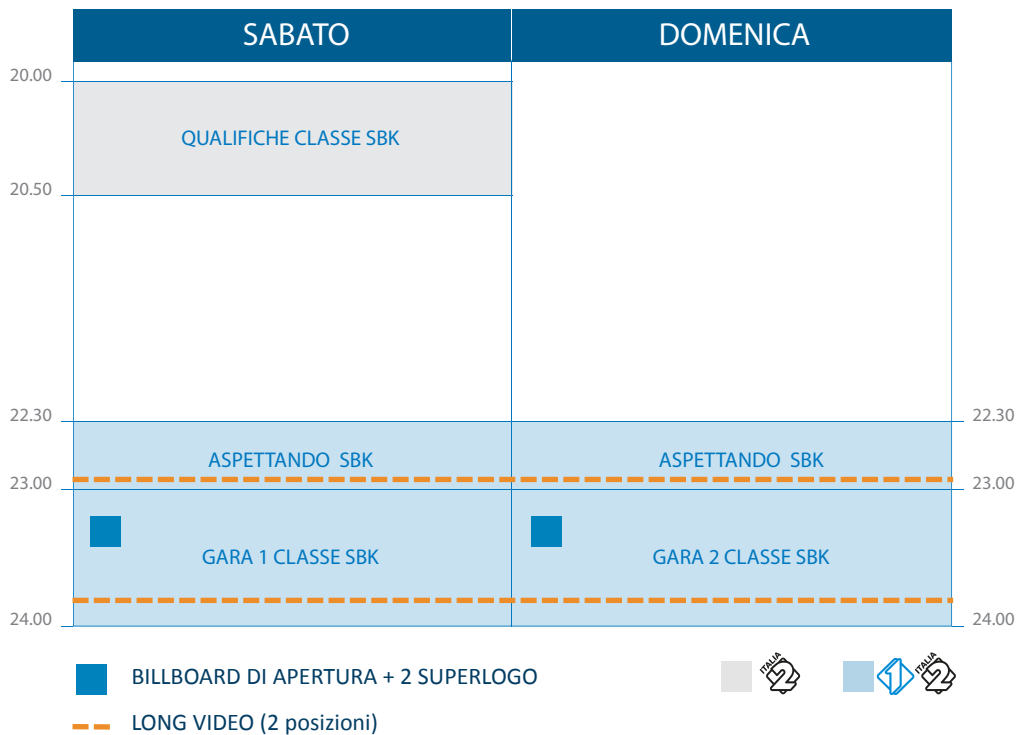 SABATO DOMENICA
20.00
QUALIFICHE CLASSE SBK
20.50
22.30 22.30
ASPETTANDO SBK ASPETTANDO SBK
23.00 23.00
GARA 1 CLASSE SBK GARA 2 CLASSE SBK
24.00 24.00
BILLBOARD DI APERTURA + 2 SUPERLOGO ITALIA 2 1 ITALIA 2
LONG VIDEO (2 posizioni)